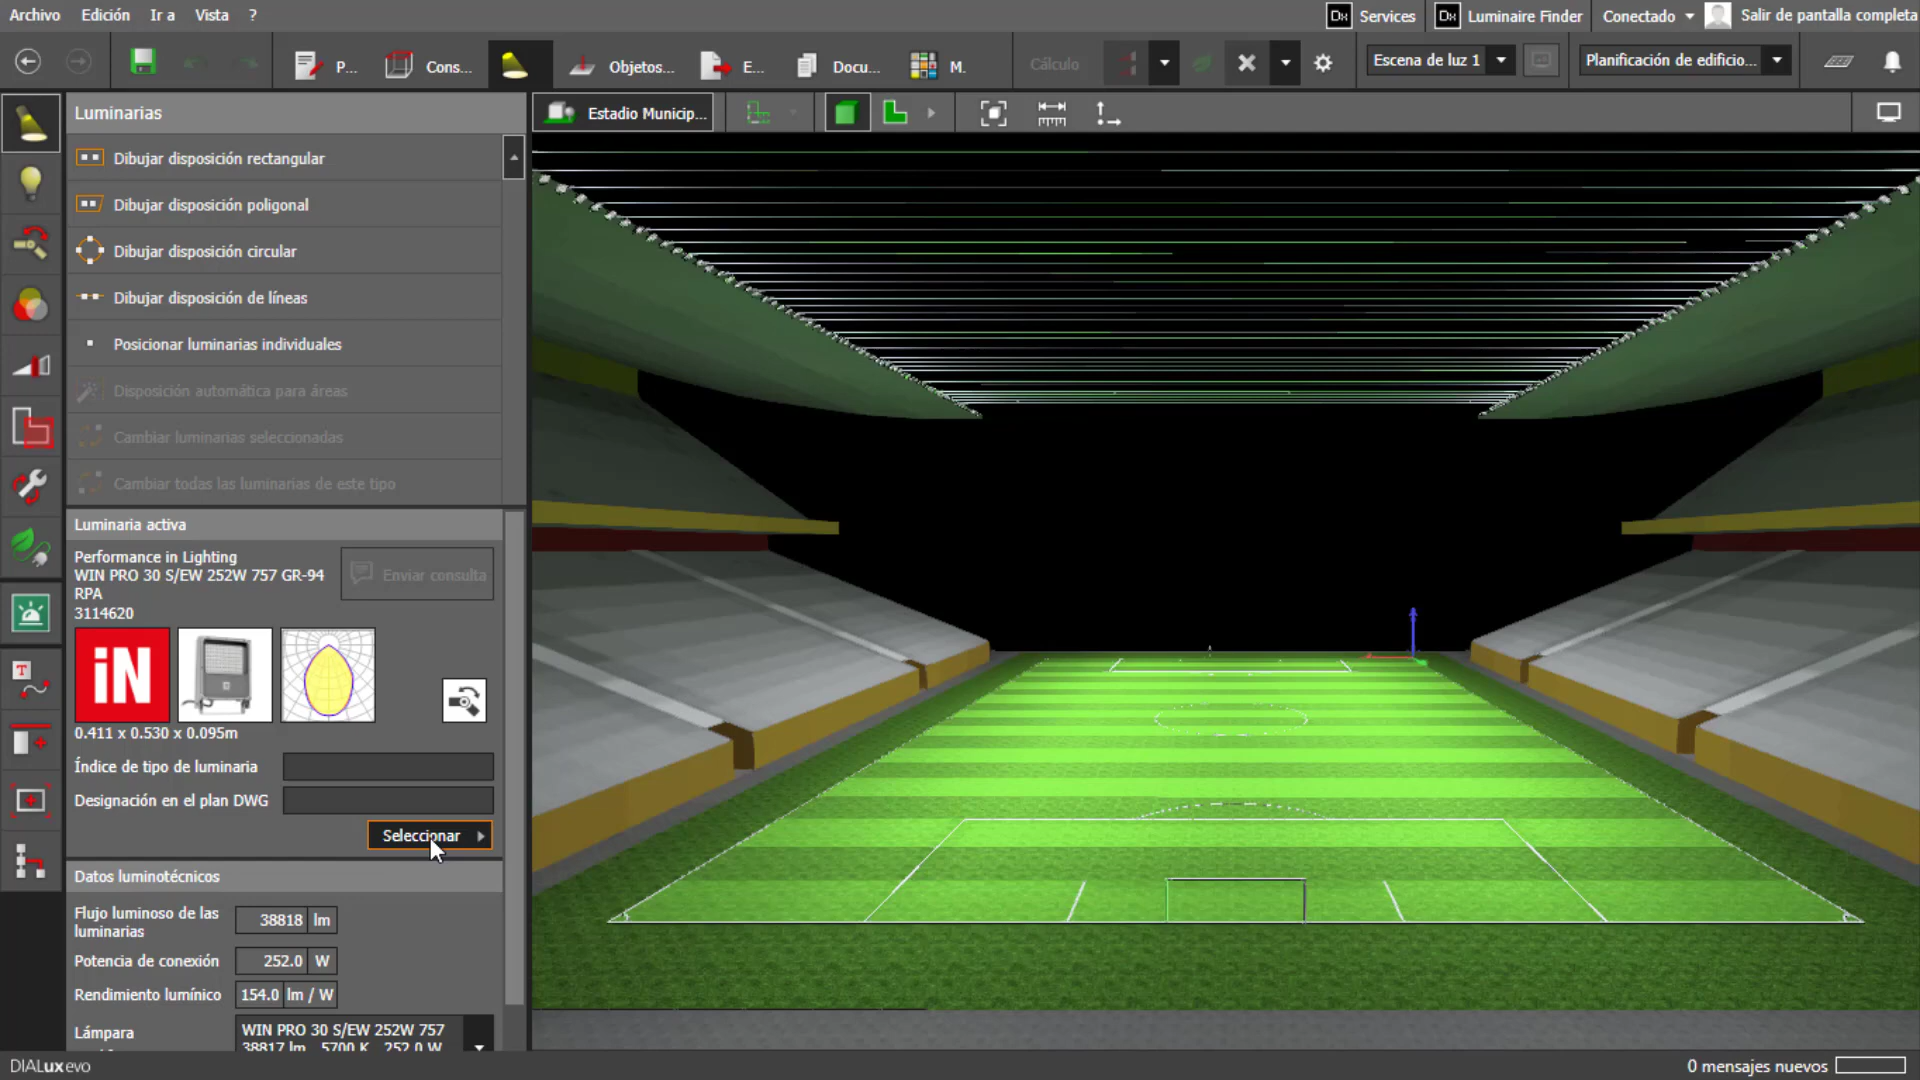 Archivo Edición Ir a Vista ?
Dx Services Dx Luminaire Finder Conectado Salir de pantalla completa
P... Cons... Objetos... E... Docu... M. Cálculo Escena de luz 1 Planificación de edificio...
Luminarias
Estadio Municip...
Dibujar disposición rectangular
Dibujar disposición poligonal
Dibujar disposición circular
Dibujar disposición de líneas
Posicionar luminarias individuales
Disposición automática para áreas
Cambiar luminarias seleccionadas
Cambiar todas las luminarias de este tipo
Luminaria activa
Performance in Lighting
WIN PRO 30 S/EW 252W 757 GR-94
RPA
3114620
Enviar consulta
iN
0.411 x 0.530 x 0.095m
Índice de tipo de luminaria
Designación en el plan DWG
Seleccionar
Datos luminotécnicos
Flujo luminoso de las
luminarias
38818 lm
Potencia de conexión 252.0 W
Rendimiento lumínico 154.0 lm / W
Lámpara
WIN PRO 30 S/EW 252W 757
38817 lm 5700 K 252.0 W
DIALux evo
0 mensajes nuevos